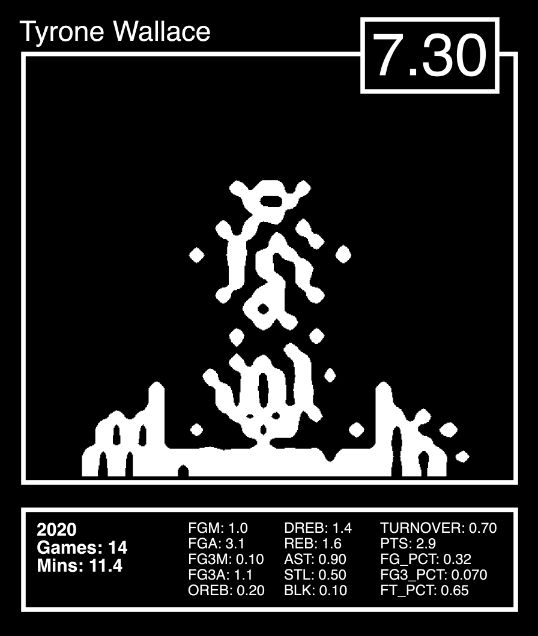 Tyrone Wallace
7.30
2020
Games: 14
Mins: 11.4
FGM: 1.0
FGA: 3.1
FG3M: 0.10
FG3A: 1.1
OREB: 0.20
DREB: 1.4
REB: 1.6
AST: 0.90
STL: 0.50
BLK: 0.10
TURNOVER: 0.70
PTS: 2.9
FG_PCT: 0.32
FG3_PCT: 0.070
FT_PCT: 0.65